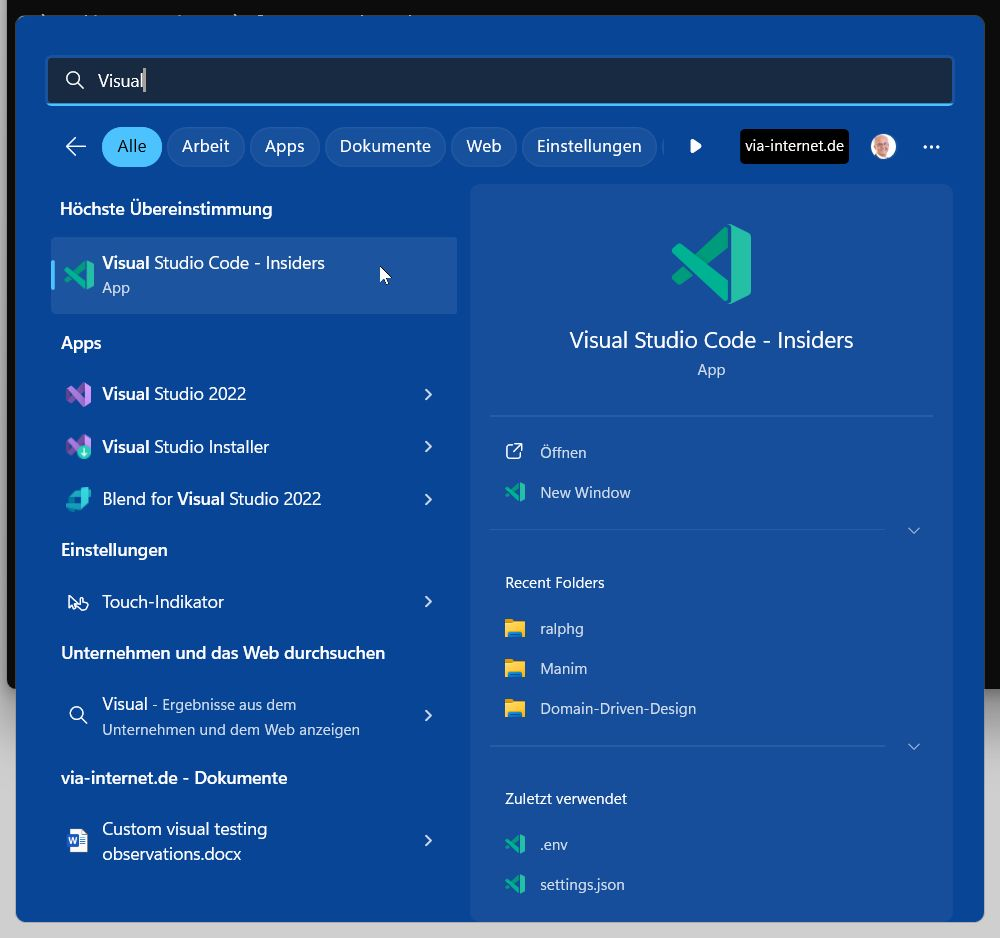 Visual
Alle
Arbeit
Apps
Dokumente
Web
Einstellungen
via-internet.de
Höchste Übereinstimmung
Visual Studio Code - Insiders
App
Apps
Visual Studio 2022
Visual Studio Installer
Blend for Visual Studio 2022
Einstellungen
Touch-Indikator
Unternehmen und das Web durchsuchen
Visual - Ergebnisse aus dem
Unternehmen und dem Web anzeigen
via-internet.de - Dokumente
Custom visual testing
observations.docx
Visual Studio Code - Insiders
App
Öffnen
New Window
Recent Folders
ralphg
Manim
Domain-Driven-Design
Zuletzt verwendet
.env
settings.json